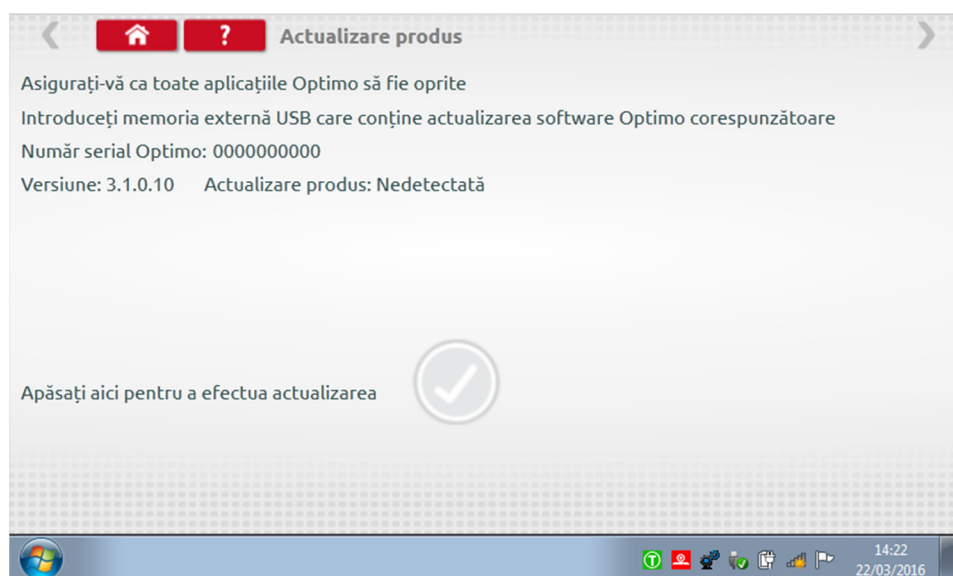 ? Actualizare produs
Asigurați-vă ca toate aplicațiile Optimo să fie oprite
Introduceți memoria externă USB care conține actualizarea software Optimo corespunzătoare
Număr serial Optimo: 0000000000
Versiune: 3.1.0.10 Actualizare produs: Nedetectată
Apăsați aici pentru a efectua actualizarea
14:22
22/03/2016